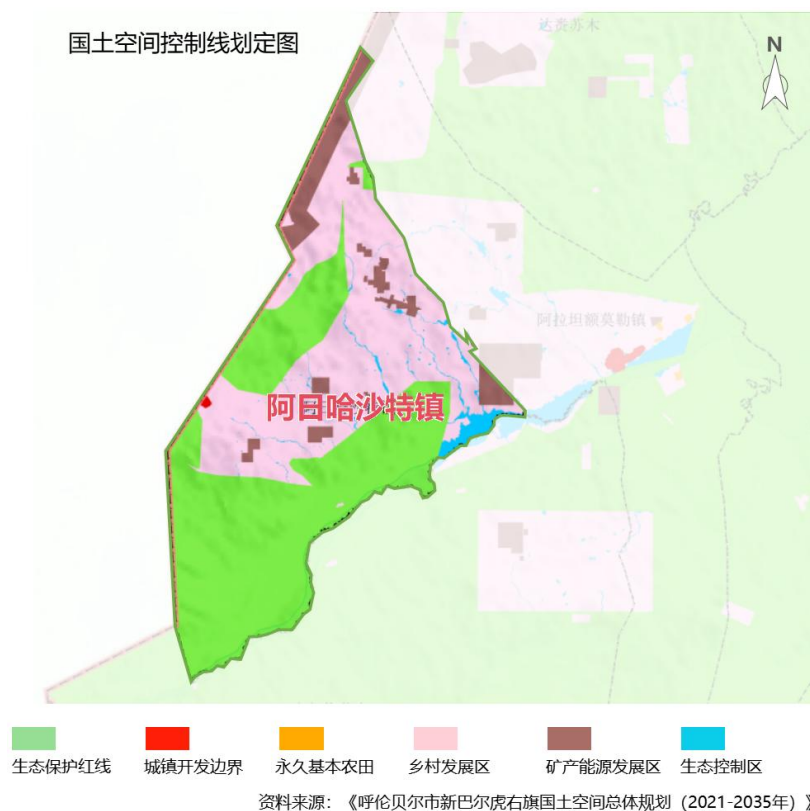 国土空间控制线划定图
达赉苏木
N
阿拉坦额莫勒镇
阿日哈沙特镇
生态保护红线
城镇开发边界
永久基本农田
乡村发展区
矿产能源发展区
生态控制区
资料来源：《呼伦贝尔市新巴尔虎右旗国土空间总体规划（2021-2035年）》